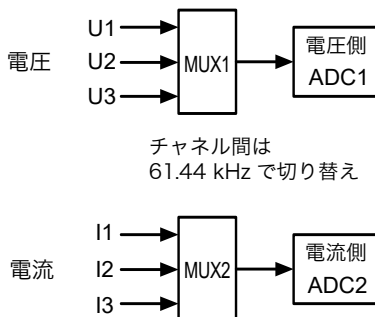 電圧
U1
U2
U3
MUX1
電圧側
ADC1
チャネル間は
61.44 kHz で切り替え
電流
I1
I2
I3
MUX2
電流側
ADC2